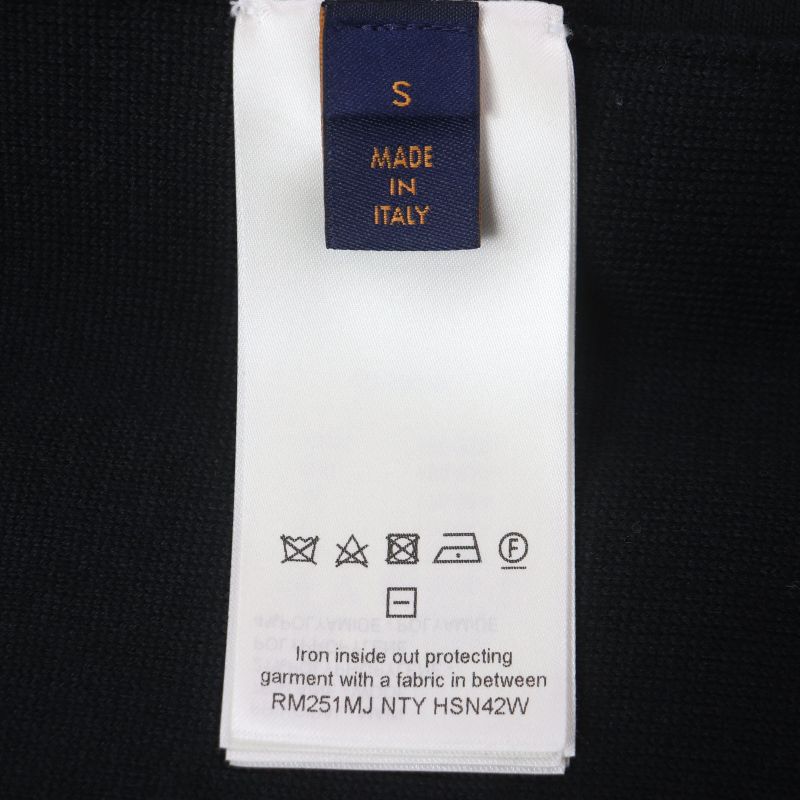 S
MADE
IN
ITALY
F
Iron inside out protecting
garment with a fabric in between
RM251MJ NTY HSN42W